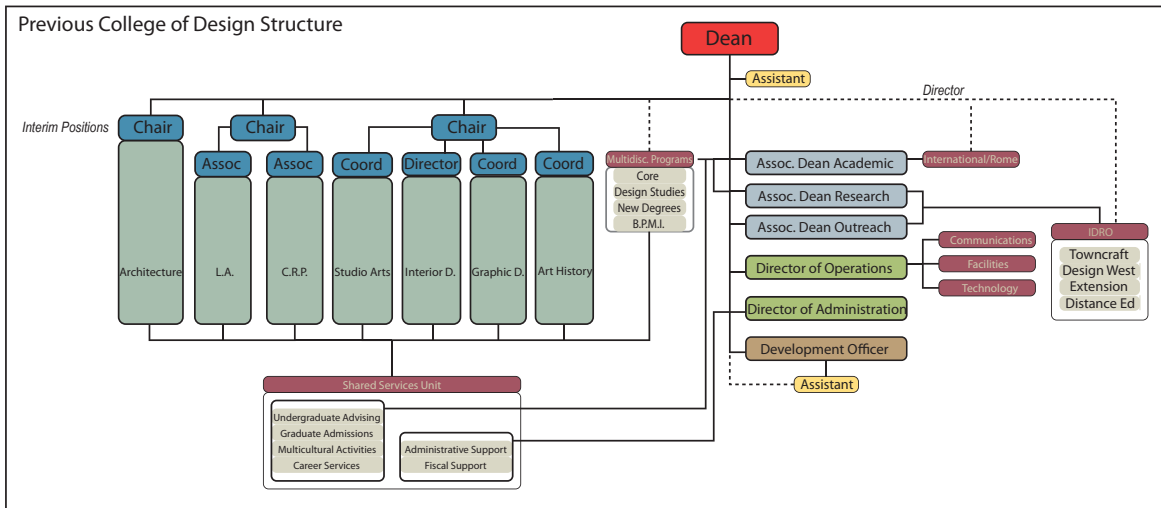 Previous College of Design Structure
Dean
Assistant
Director
Interim Positions
Chair
Chair
Chair
Assoc
Assoc
Coord
Director
Coord
Coord
Architecture
L.A.
C.R.P.
Studio Arts
Interior D.
Graphic D.
Art History
Multidisc. Programs
Core
Design Studies
New Degrees
B.P.M.I.
Assoc. Dean Academic
International/Rome
Assoc. Dean Research
Assoc. Dean Outreach
IDRO
Towncraft
Design West
Extension
Distance Ed
Director of Operations
Communications
Facilities
Technology
Director of Administration
Development Officer
Assistant
Shared Services Unit
Undergraduate Advising
Graduate Admissions
Multicultural Activities
Career Services
Administrative Support
Fiscal Support